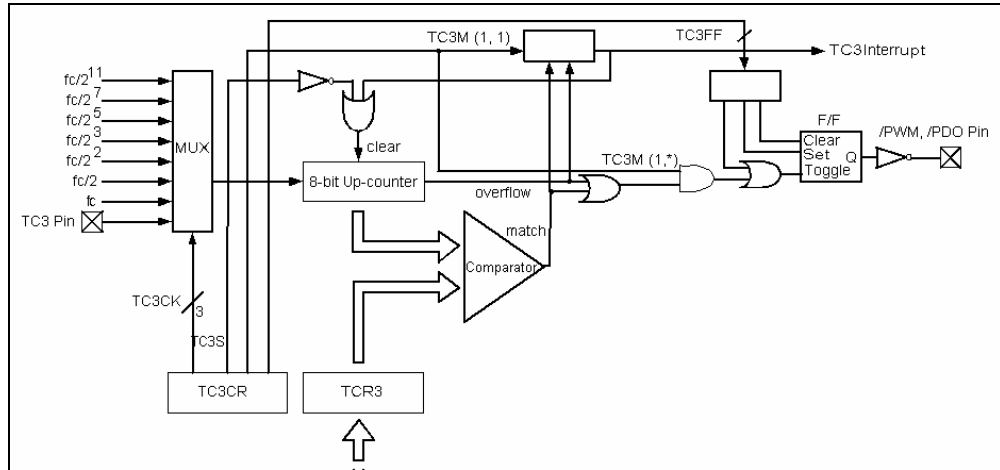 TC3M (1, 1)
TC3FF
TC3Interrupt
fc/2 11
fc/2 7
fc/2 5
fc/2 3
fc/2 2
fc/2
fc
TC3 Pin
MUX
clear
8-bit Up-counter
overflow
TC3M (1,*)
F/F
Clear
Set
Q
Toggle
/PWM, /PDO Pin
match
Comparator
TC3CK
3
TC3S
TC3CR
TCR3